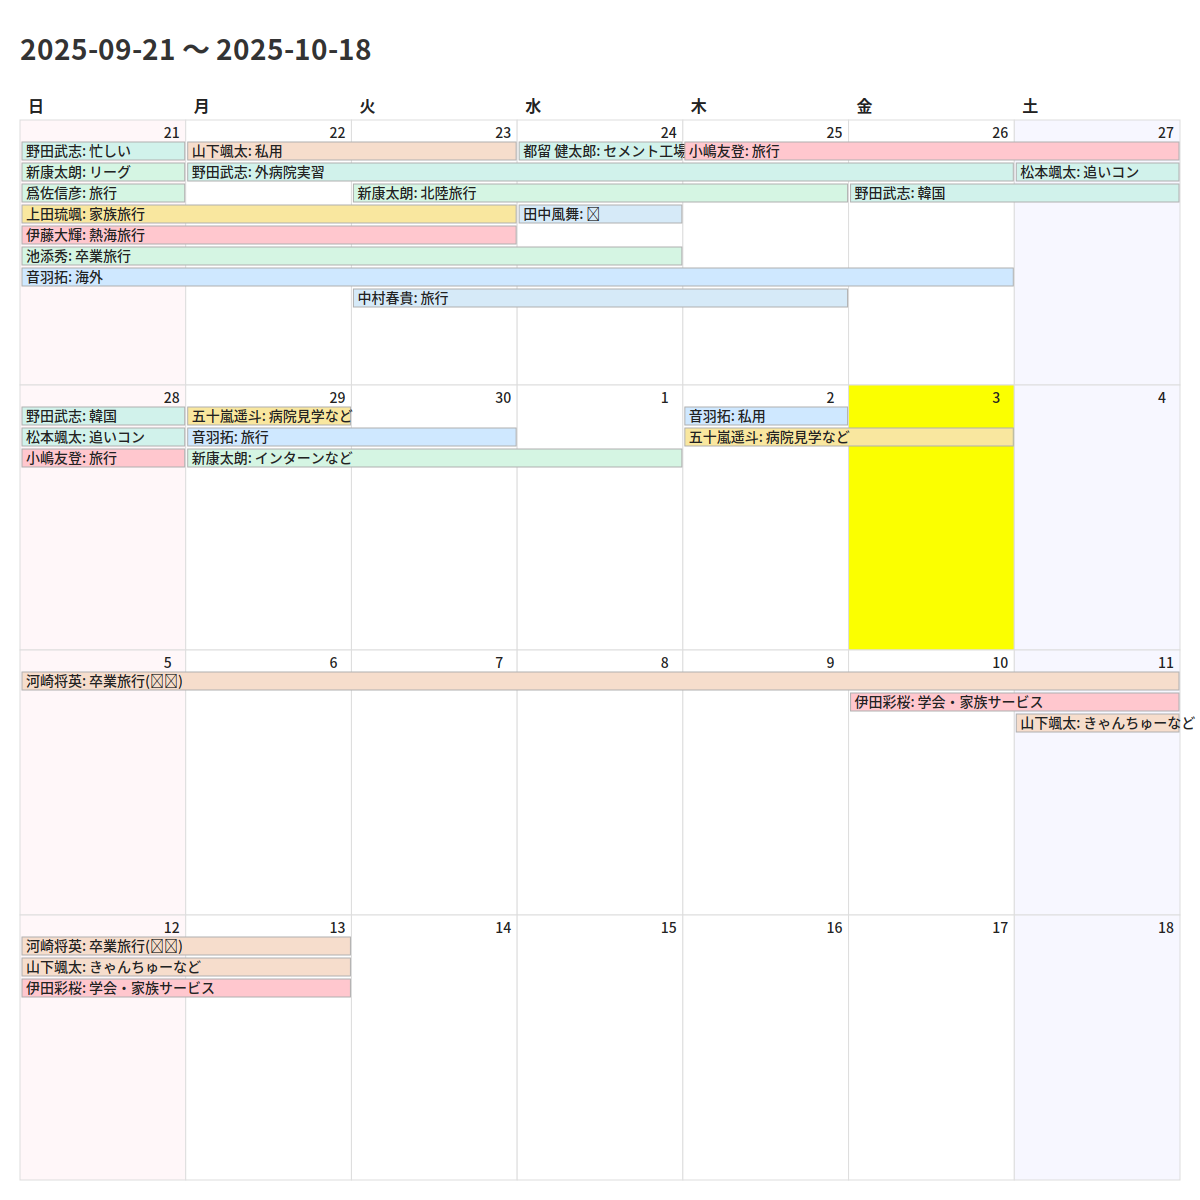 2025-09-21 〜 2025-10-18
日 月 火 水 木 金 土
21 22 23 24 25 26 27
野田武志: 忙しい 山下颯太: 私用 都留 健太郎: セメント工場 小嶋友登: 旅行
新康太朗: リーグ 野田武志: 外病院実習 松本颯太: 追いコン
爲佐信彦: 旅行 新康太朗: 北陸旅行 野田武志: 韓国
上田琉颯: 家族旅行 田中風舞:
伊藤大輝: 熱海旅行
池添秀: 卒業旅行
音羽拓: 海外
中村春貴: 旅行
28 29 30 1 2 3 4
野田武志: 韓国 五十嵐遥斗: 病院見学など 音羽拓: 私用
松本颯太: 追いコン 音羽拓: 旅行 五十嵐遥斗: 病院見学など
小嶋友登: 旅行 新康太朗: インターンなど
5 6 7 8 9 10 11
河崎将英: 卒業旅行()
伊田彩桜: 学会・家族サービス
山下颯太: きゃんちゅーなど
12 13 14 15 16 17 18
河崎将英: 卒業旅行()
山下颯太: きゃんちゅーなど
伊田彩桜: 学会・家族サービス